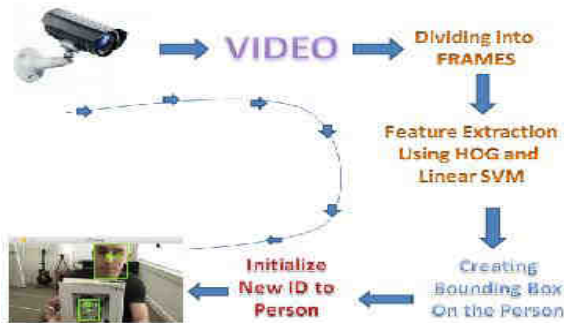 VIDEO
Dividing into
FRAMES
Feature Extraction
Using HOG and
Linear SVM
Creating
Bounding Box
On the Person
Initialize
New ID to
Person